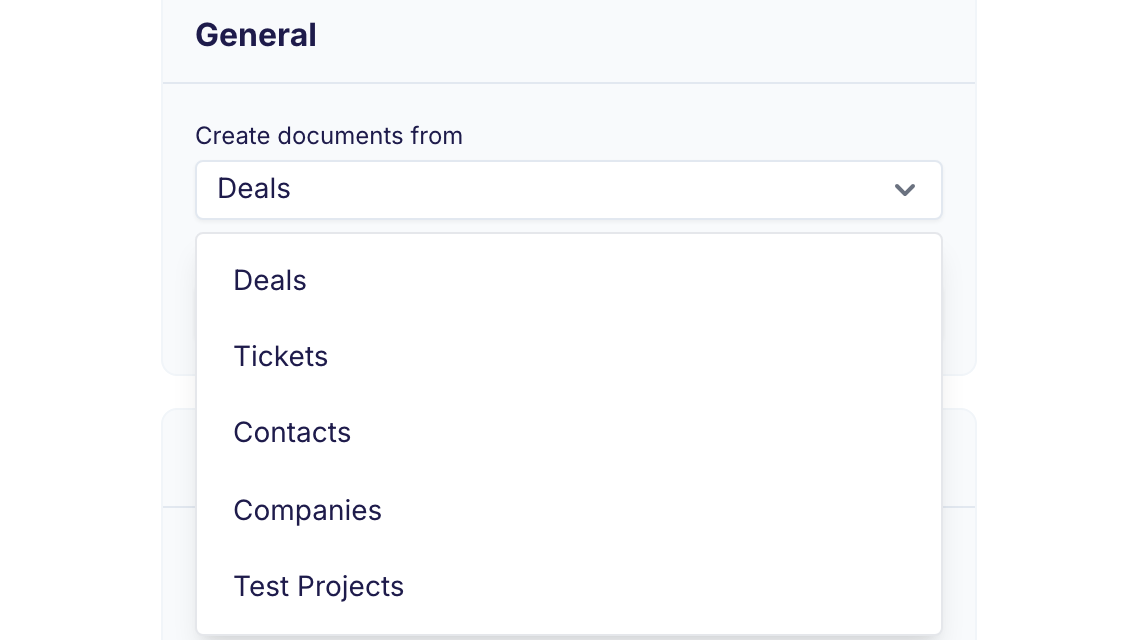 General
Create documents from
Deals
Deals
Tickets
Contacts
Companies
Test Projects